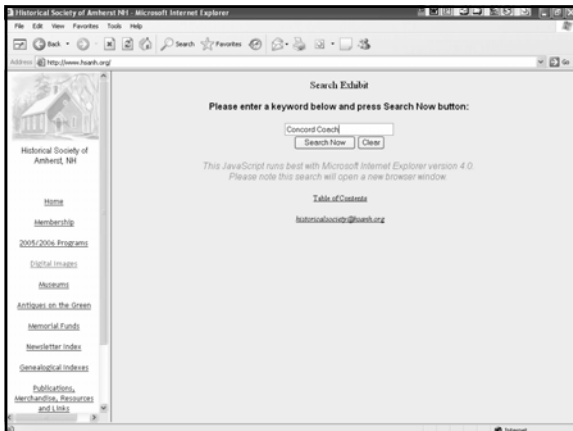 Historical Society of Amherst NH - Microsoft Internet Explorer
File Edit View Favorites Tools Help
Back Search Favorites
Address http://www.hsanh.org/ Go
Historical Society of
Amherst, NH
Home
Membership
2005/2006 Programs
Digital Images
Museums
Antiques on the Green
Memorial Funds
Newsletter Index
Genealogical Indexes
Publications,
Merchandise, Resources
and Links
Search Exhibit
Please enter a keyword below and press Search Now button:
Concord Coach
Search Now Clear
This JavaScript runs best with Microsoft Internet Explorer version 4.0.
Please note this search will open a new browser window
Table of Contents
historicalsociety@hsanh.org
Internet